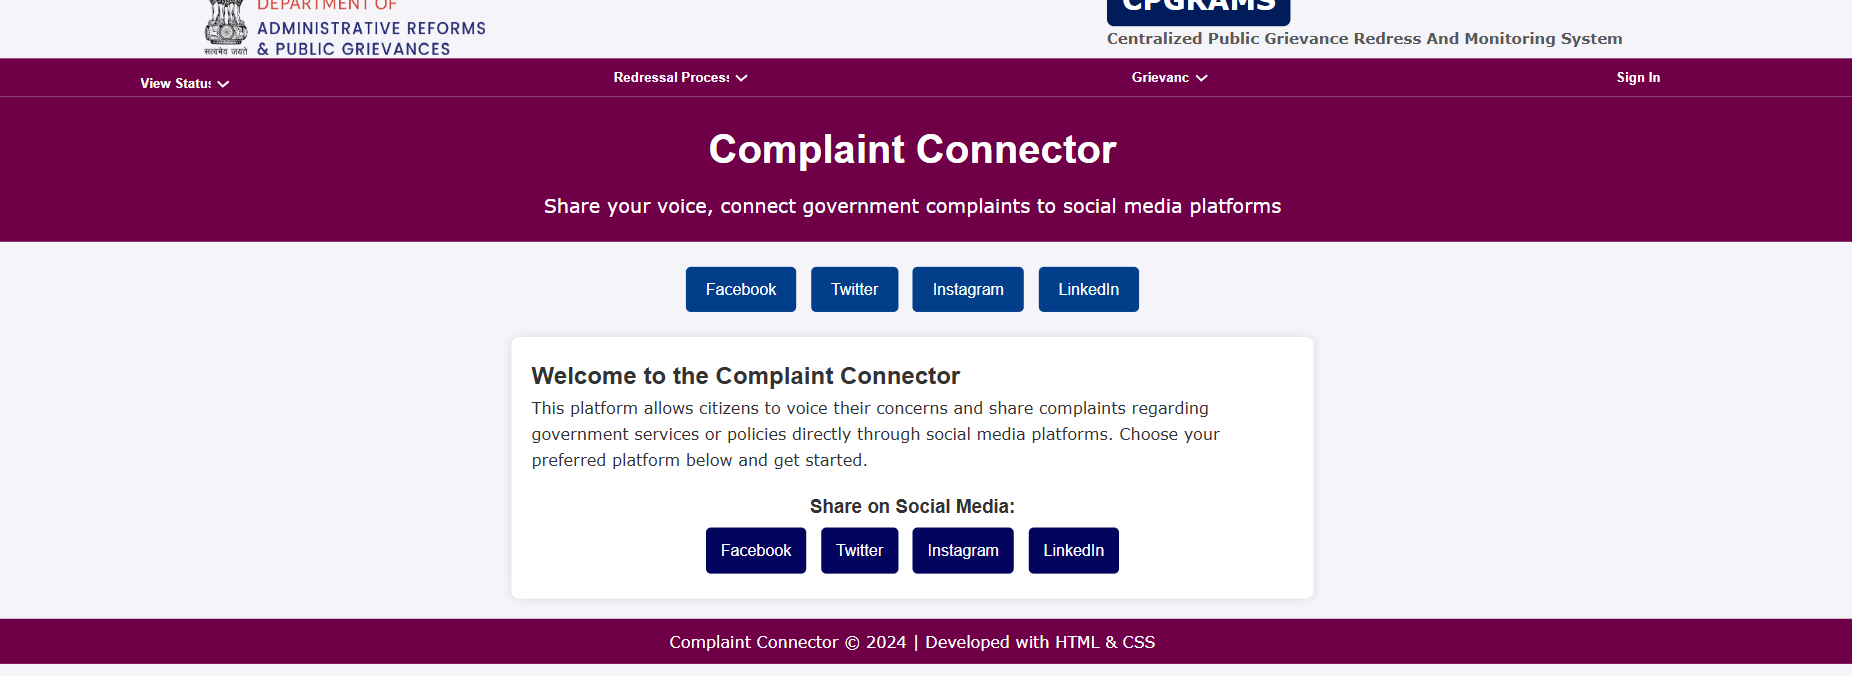 DEPARTMENT OF
ADMINISTRATIVE REFORMS
& PUBLIC GRIEVANCES
सत्यमेव जयते
CPGRAMS
Centralized Public Grievance Redress And Monitoring System
View Status
Redressal Process
Grievanc
Sign In
Complaint Connector
Share your voice, connect government complaints to social media platforms
Facebook Twitter Instagram LinkedIn
Welcome to the Complaint Connector
This platform allows citizens to voice their concerns and share complaints regarding
government services or policies directly through social media platforms. Choose your
preferred platform below and get started.
Share on Social Media:
Facebook Twitter Instagram LinkedIn
Complaint Connector © 2024 | Developed with HTML & CSS